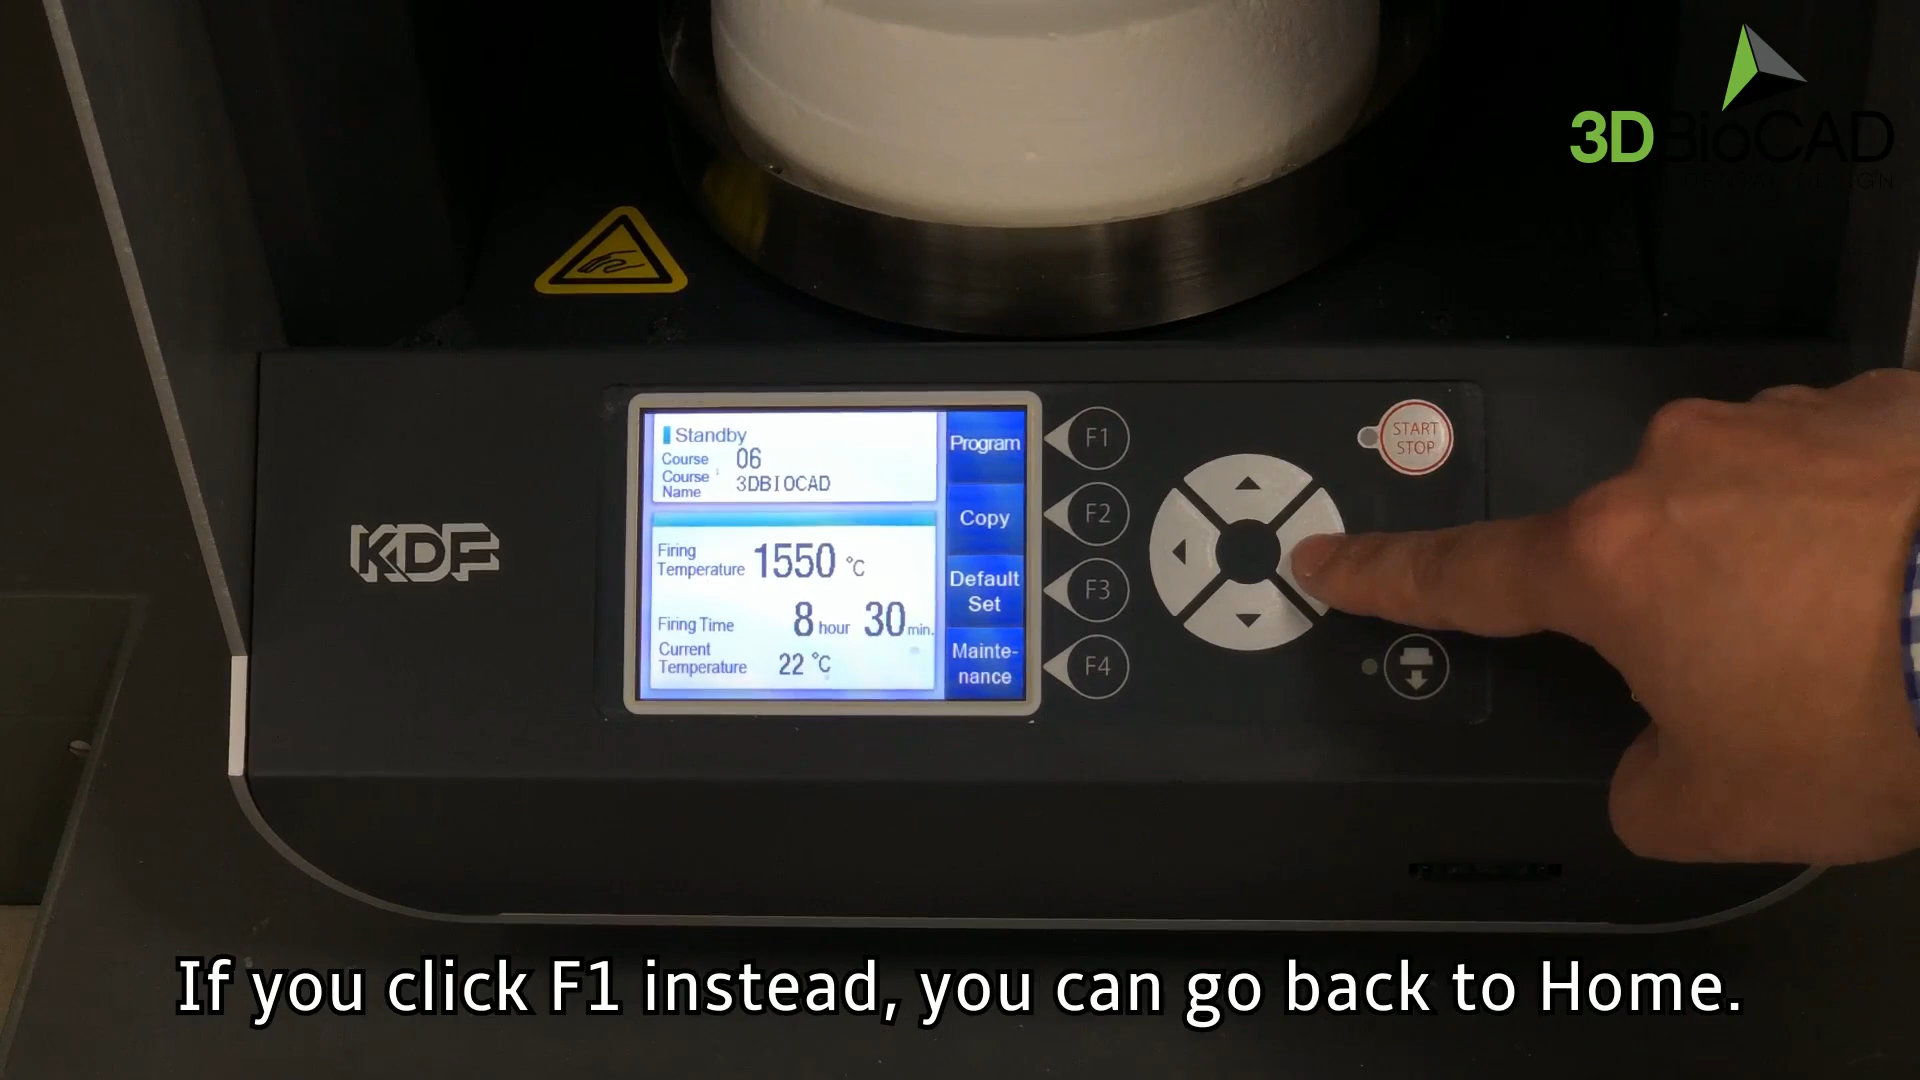 3DBioCAD
Standby
Program
F1
START
STOP
Course 06
Course
Name 3DBIOCAD
Copy
F2
KDF
Firing
Temperature 1550 °C
Default
Set
F3
Firing Time 8 hour 30 min.
Current
Temperature 22 °C
Mainte-
nance
F4
If you click F1 instead, you can go back to Home.